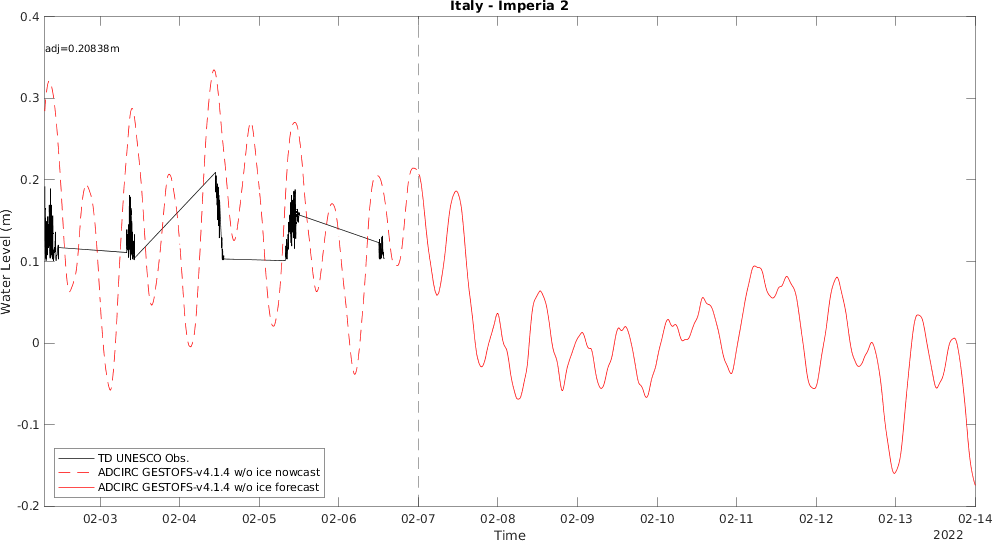 Italy - Imperia 2
adj=0.20838m
0.4
0.3
0.2
0.1
0
-0.1
-0.2
Water Level (m)
TD UNESCO Obs.
ADCIRC GESTOFS-v4.1.4 w/o ice nowcast
ADCIRC GESTOFS-v4.1.4 w/o ice forecast
02-03 02-04 02-05 02-06 02-07 02-08 02-09 02-10 02-11 02-12 02-13 02-14
Time
2022